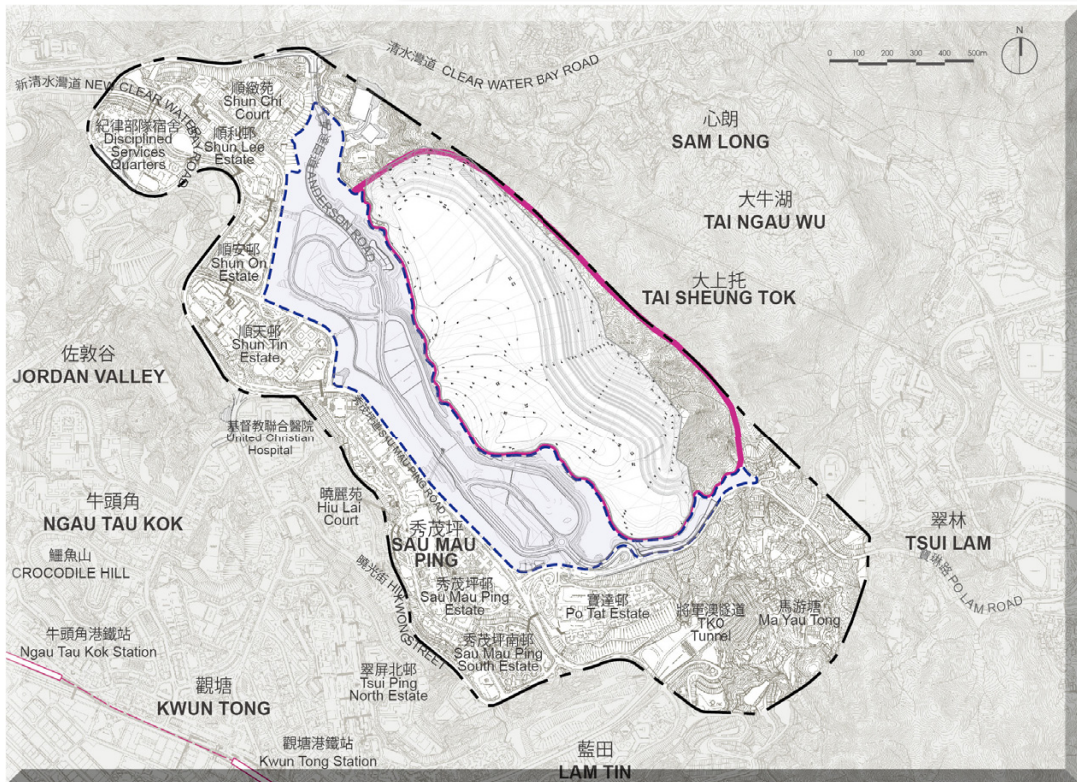 清水灣道 CLEAR WATER BAY ROAD
N
0 100 200 300 400 500m
新清水灣道 NEW CLEAR WATER BAY ROAD
順緻苑
Shun Chi
Court
紀律部隊宿舍
Disciplined
Services
Quarters
順利邨
Shun Lee
Estate
心朗
SAM LONG
安達臣道 ANDERSON ROAD
大牛湖
TAI NGAU WU
順安邨
Shun On
Estate
大上托
TAI SHEUNG TOK
順天邨
Shun Tin
Estate
佐敦谷
JORDAN VALLEY
基督教聯合醫院
United Christian
Hospital
秀茂坪道 SAU MAU PING ROAD
曉麗苑
Hiu Lai
Court
牛頭角
NGAU TAU KOK
翠林
TSUI LAM
秀茂坪
SAU MAU
PING
鱷魚山
CROCODILE HILL
寶琳路 PO LAM ROAD
曉光街 HIU KWONG STREET
秀茂坪邨
Sau Mau Ping
Estate
寶達邨
Po Tat Estate
將軍澳隧道
TKO
Tunnel
馬游塘
Ma Yau Tong
牛頭角港鐵站
Ngau Tau Kok Station
秀茂坪南邨
Sau Mau Ping
South Estate
翠屏北邨
Tsui Ping
North Estate
觀塘
KWUN TONG
觀塘港鐵站
Kwun Tong Station
藍田
LAM TIN